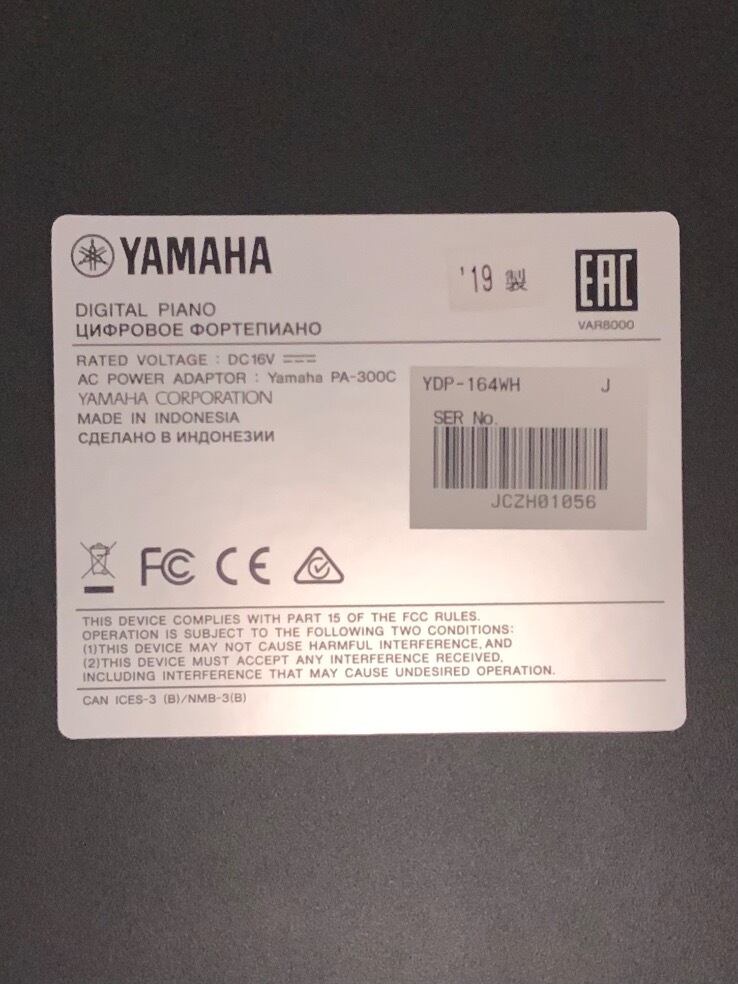 YAMAHA
'19 製
EAC
VAR8000
DIGITAL PIANO
ЦИФРОВОЕ ФОРТЕПИАНО
RATED VOLTAGE : DC16V
AC POWER ADAPTOR : Yamaha PA-300C
YAMAHA CORPORATION
MADE IN INDONESIA
СДЕЛАНО В ИНДОНЕЗИИ
YDP-164WH J
SER No.
JCZH01056
FC CE
THIS DEVICE COMPLIES WITH PART 15 OF THE FCC RULES.
OPERATION IS SUBJECT TO THE FOLLOWING TWO CONDITIONS:
(1)THIS DEVICE MAY NOT CAUSE HARMFUL INTERFERENCE, AND
(2)THIS DEVICE MUST ACCEPT ANY INTERFERENCE RECEIVED,
INCLUDING INTERFERENCE THAT MAY CAUSE UNDESIRED OPERATION.
CAN ICES-3 (B)/NMB-3(B)